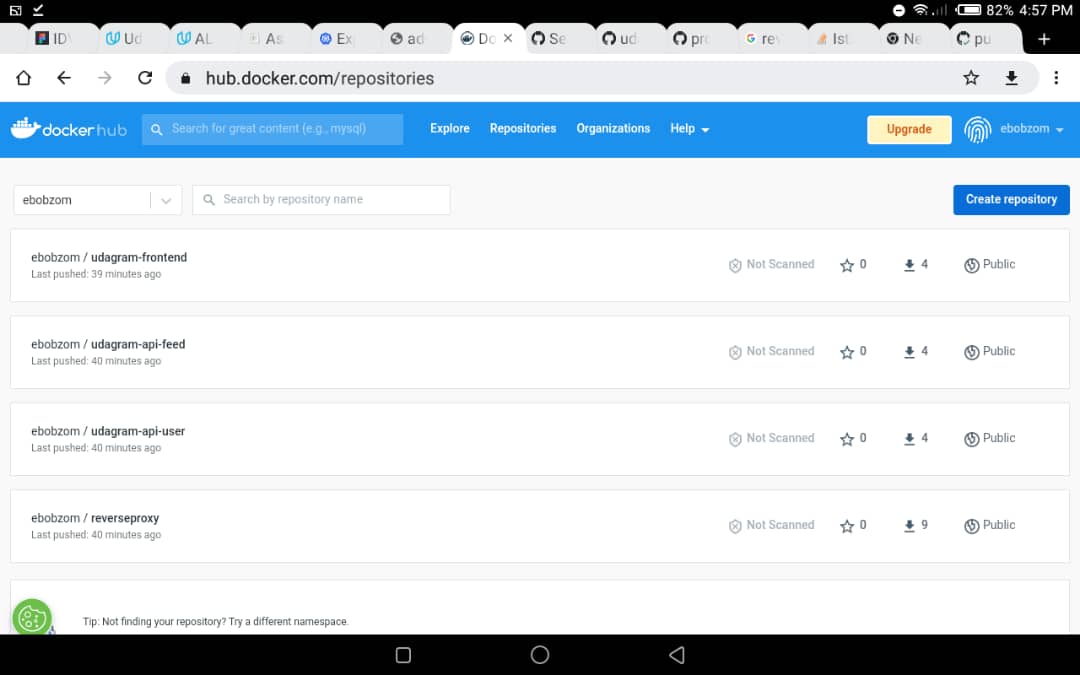 82% 4:57 PM
ID Ud AL As Ex ad Do Se ud pro rev Ist Ne pu
hub.docker.com/repositories
dockerhub Search for great content (e.g., mysql) Explore Repositories Organizations Help Upgrade ebobzom
ebobzom Search by repository name Create repository
ebobzom / udagram-frontend
Last pushed: 39 minutes ago
Not Scanned 0 4 Public
ebobzom / udagram-api-feed
Last pushed: 40 minutes ago
Not Scanned 0 4 Public
ebobzom / udagram-api-user
Last pushed: 40 minutes ago
Not Scanned 0 4 Public
ebobzom / reverseproxy
Last pushed: 40 minutes ago
Not Scanned 0 9 Public
Tip: Not finding your repository? Try a different namespace.